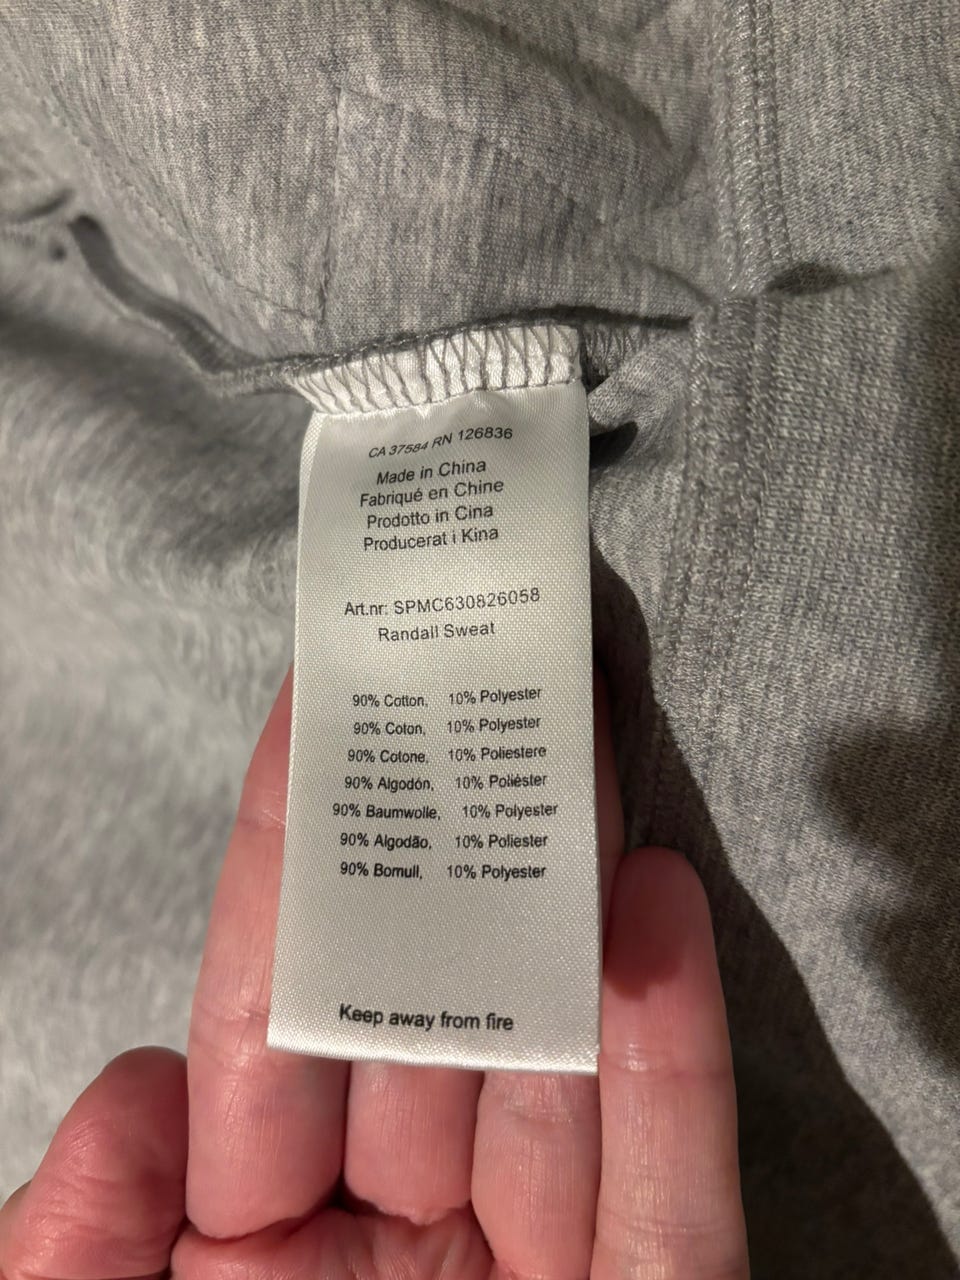 CA 37584 RN 126836
Made in China
Fabriqué en Chine
Prodotto in Cina
Producerat i Kina
Art.nr: SPMC630826058
Randall Sweat
90% Cotton, 10% Polyester
90% Coton, 10% Polyester
90% Cotone, 10% Poliestere
90% Algodón, 10% Poliéster
90% Baumwolle, 10% Polyester
90% Algodão, 10% Poliester
90% Bomull, 10% Polyester
Keep away from fire